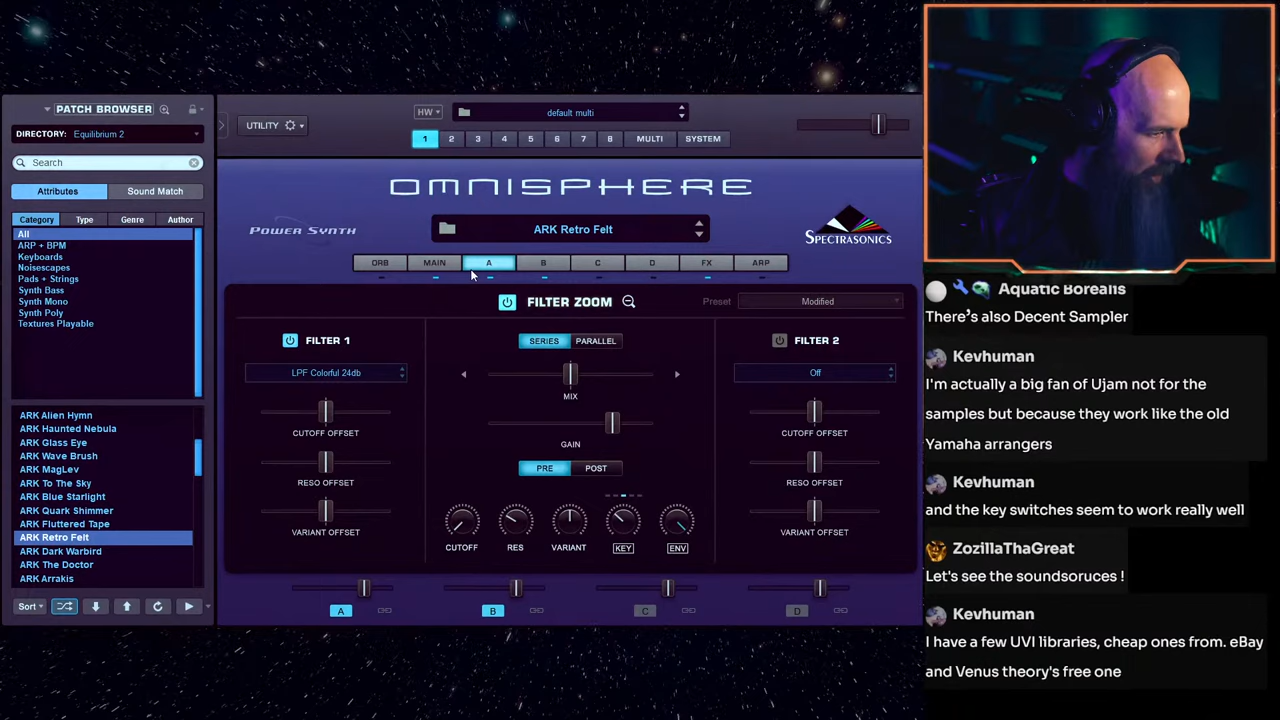 PATCH BROWSER
DIRECTORY: Equilibrium 2
Search
Attributes
Sound Match
Category
Type
Genre
Author
All
ARP + BPM
Keyboards
Noisescapes
Pads + Strings
Synth Bass
Synth Mono
Synth Poly
Textures Playable
ARK Alien Hymn
ARK Haunted Nebula
ARK Glass Eye
ARK Wave Brush
ARK MagLev
ARK To The Sky
ARK Blue Starlight
ARK Quark Shimmer
ARK Fluttered Tape
ARK Retro Felt
ARK Dark Warbird
ARK The Doctor
ARK Arrakis
Sort
UTILITY
HW
default multi
1 2 3 4 5 6 7 8 MULTI SYSTEM
OMNISPHERE
POWER SYNTH
ARK Retro Felt
SPECTRASONICS
ORB MAIN A B C D FX ARP
FILTER ZOOM
Preset
Modified
FILTER 1
LPF Colorful 24db
CUTOFF OFFSET
RESO OFFSET
VARIANT OFFSET
SERIES PARALLEL
MIX
GAIN
PRE POST
CUTOFF RES VARIANT KEY ENV
FILTER 2
Off
CUTOFF OFFSET
RESO OFFSET
VARIANT OFFSET
A B C D
Aquatic Borealis
There's also Decent Sampler
Kevhuman
I'm actually a big fan of Ujam not for the
samples but because they work like the old
Yamaha arrangers
Kevhuman
and the key switches seem to work really well
ZozillaThaGreat
Let's see the soundsoruces !
Kevhuman
I have a few UVI libraries, cheap ones from. eBay
and Venus theory's free one